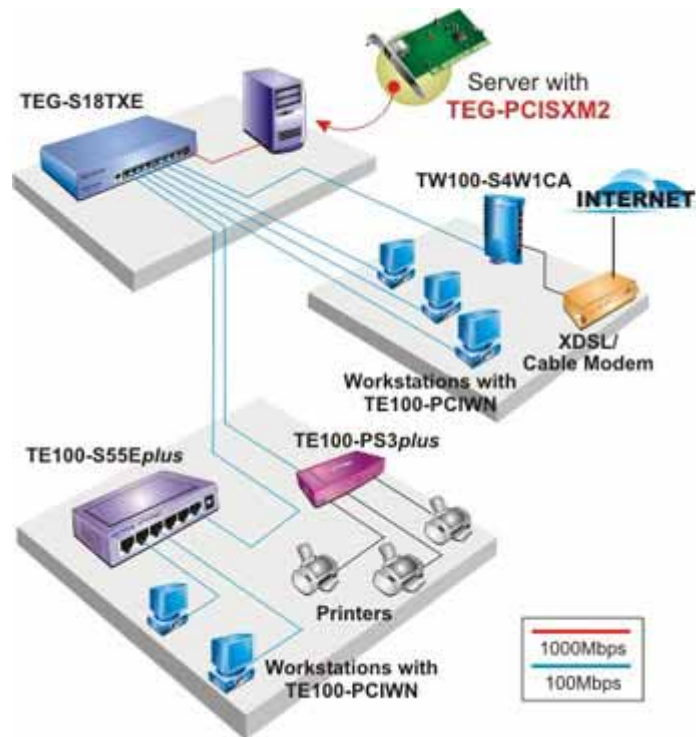 TEG-S18TXE
Server with
TEG-PCISXM2
TW100-S4W1CA
INTERNET
XDSL/
Cable Modem
Workstations with
TE100-PCIWN
TE100-S55Eplus
TE100-PS3plus
Printers
Workstations with
TE100-PCIWN
1000Mbps
100Mbps